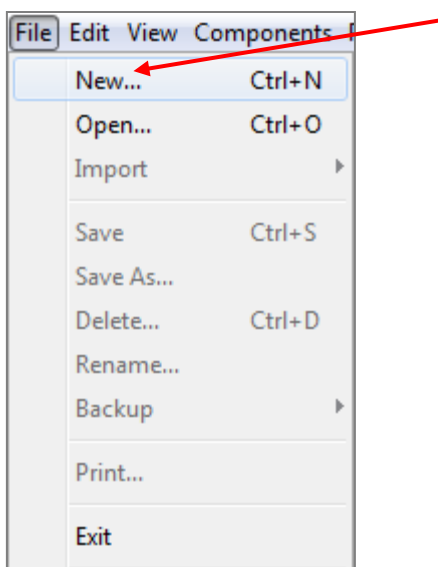 File Edit View Components
New... Ctrl+N
Open... Ctrl+O
Import
Save Ctrl+S
Save As...
Delete... Ctrl+D
Rename...
Backup
Print...
Exit